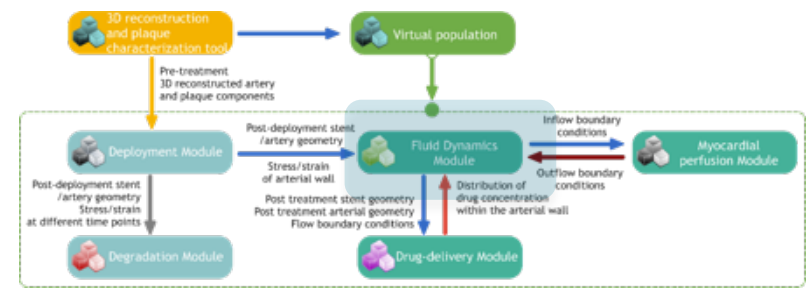 3D reconstruction
and plaque
characterization tool
Virtual population
Pre-treatment
3D reconstructed artery
and plaque components
Deployment Module
Post-deployment stent
/artery geometry
Stress/strain
of arterial wall
Fluid Dynamics
Module
Inflow boundary
conditions
Outflow boundary
conditions
Myocardial
perfusion Module
Post-deployment stent
/artery geometry
Stress/strain
at different time points
Post treatment stent geometry
Post treatment arterial geometry
Flow boundary conditions
Distribution of
drug concentration
within the arterial wall
Degradation Module
Drug-delivery Module